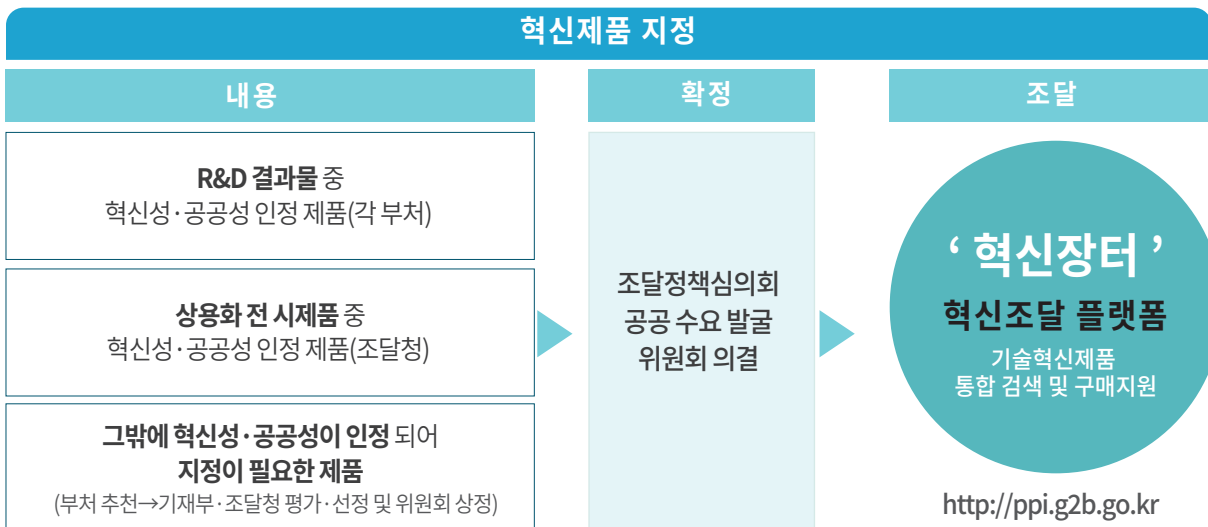 혁신제품 지정
내용
R&D 결과물 중
혁신성·공공성 인정 제품(각 부처)
상용화 전 시제품 중
혁신성·공공성 인정 제품(조달청)
그밖에 혁신성·공공성이 인정 되어
지정이 필요한 제품
(부처 추천→기재부·조달청 평가·선정 및 위원회 상정)
확정
조달정책심의회
공공 수요 발굴
위원회 의결
조달
‘ 혁신장터 ’
혁신조달 플랫폼
기술혁신제품
통합 검색 및 구매지원
http://ppi.g2b.go.kr